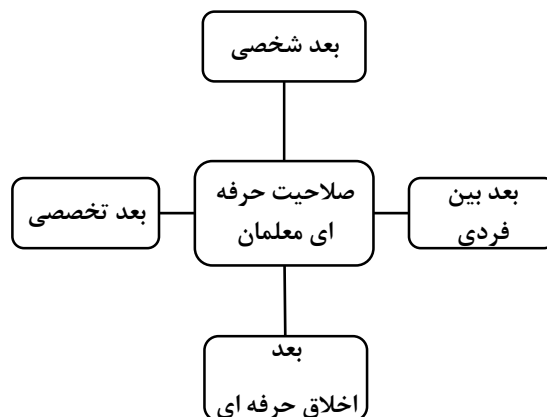 بعد شخصی
بعد بین
فردی
صلاحیت حرفه
ای معلمان
بعد تخصصی
بعد
اخلاق حرفه ای